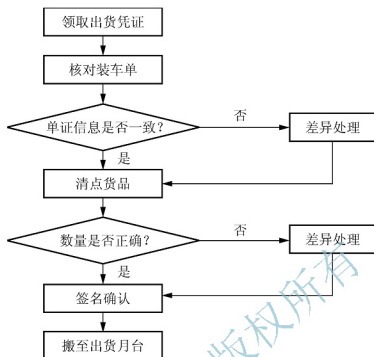 领取出货凭证
核对装车单
单证信息是否一致?
否
差异处理
是
清点货品
数量是否正确?
否
差异处理
是
签名确认
搬至出货月台
版权所有